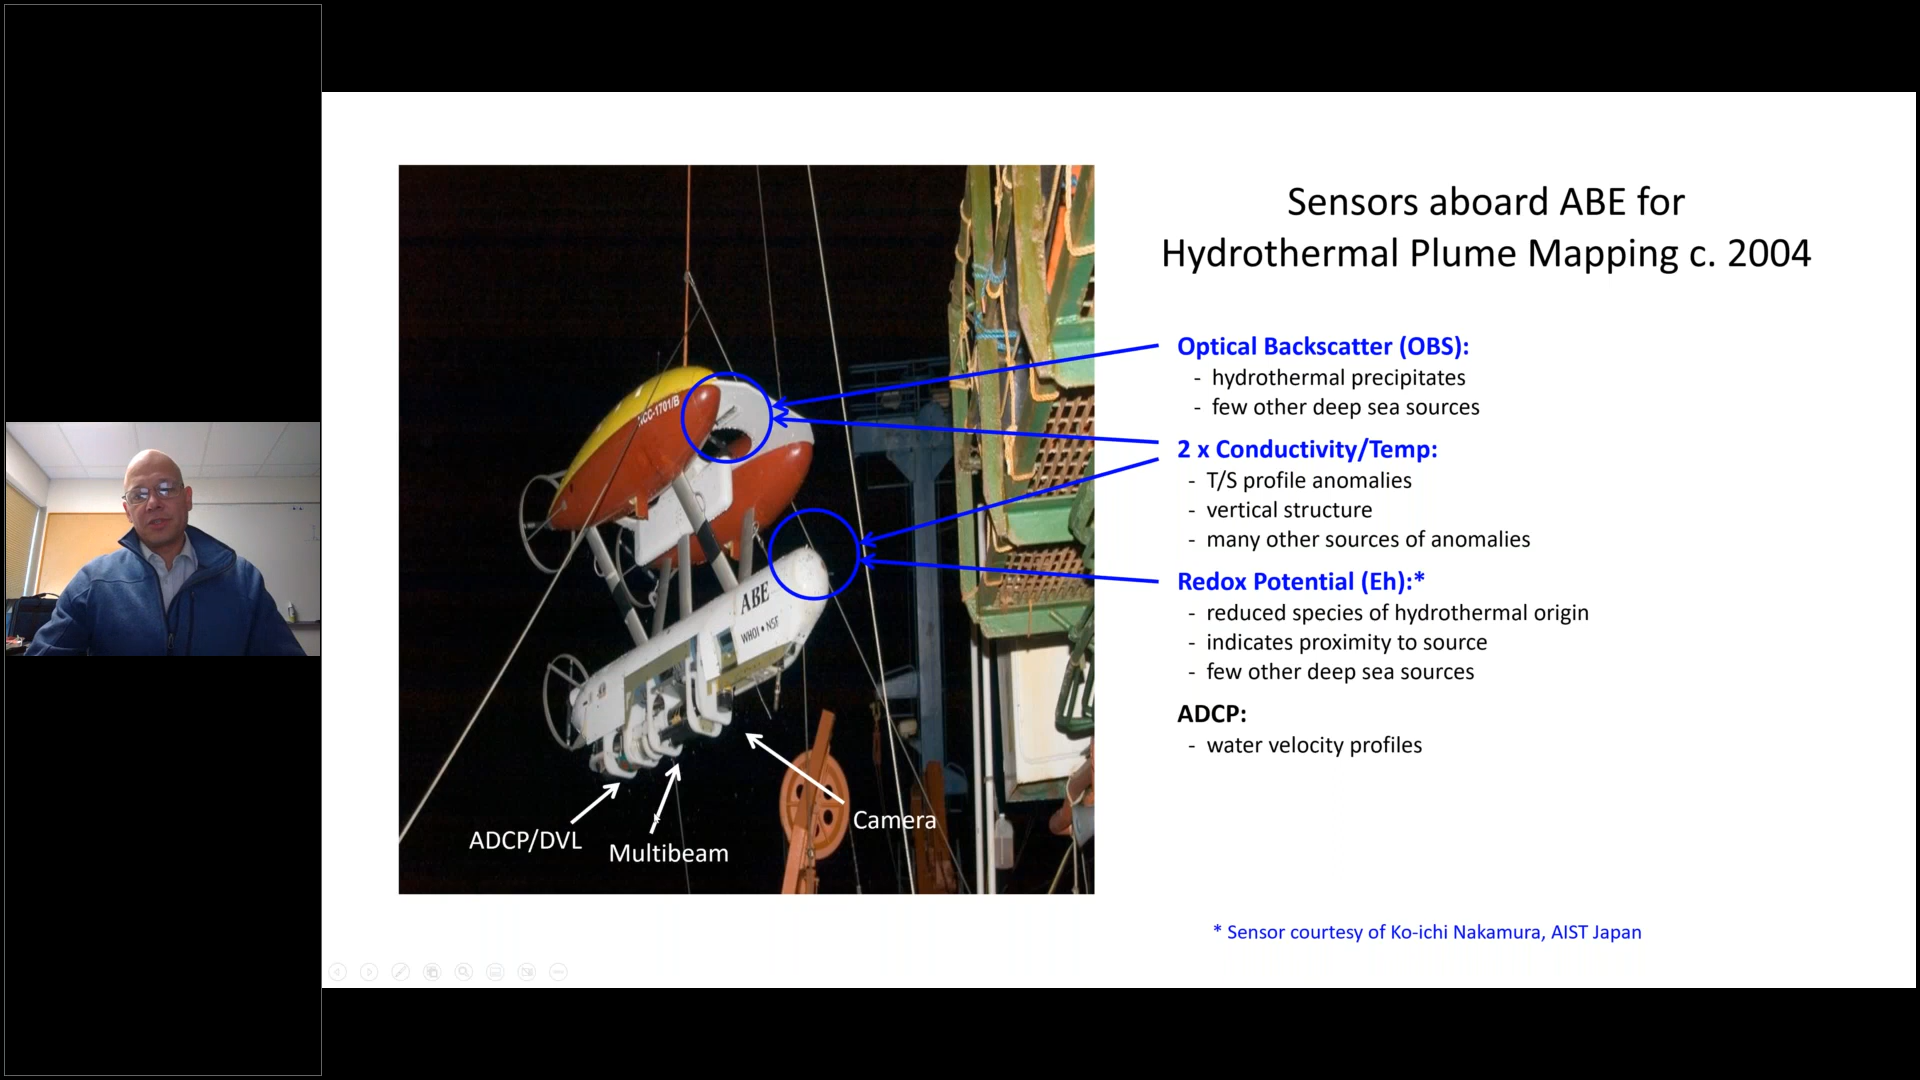 Sensors aboard ABE for
Hydrothermal Plume Mapping c. 2004
Optical Backscatter (OBS):
- hydrothermal precipitates
- few other deep sea sources
2 x Conductivity/Temp:
- T/S profile anomalies
- vertical structure
- many other sources of anomalies
Redox Potential (Eh):*
- reduced species of hydrothermal origin
- indicates proximity to source
- few other deep sea sources
ADCP:
- water velocity profiles
NCC-1701/B
ABE
WHOI • NSF
ADCP/DVL
Multibeam
Camera
* Sensor courtesy of Ko-ichi Nakamura, AIST Japan